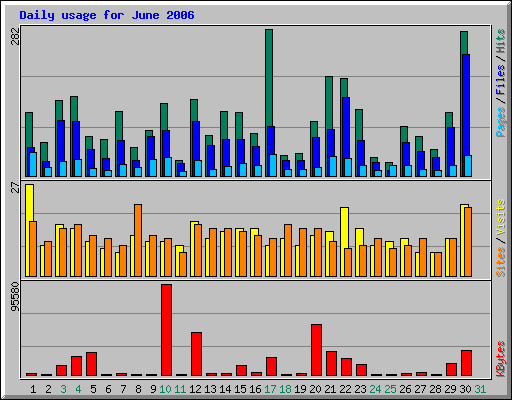 Daily usage for June 2006
282
Pages / Files / Hits
27
Sites / Visits
95580
KBytes
1 2 3 4 5 6 7 8 9 10 11 12 13 14 15 16 17 18 19 20 21 22 23 24 25 26 27 28 29 30 31